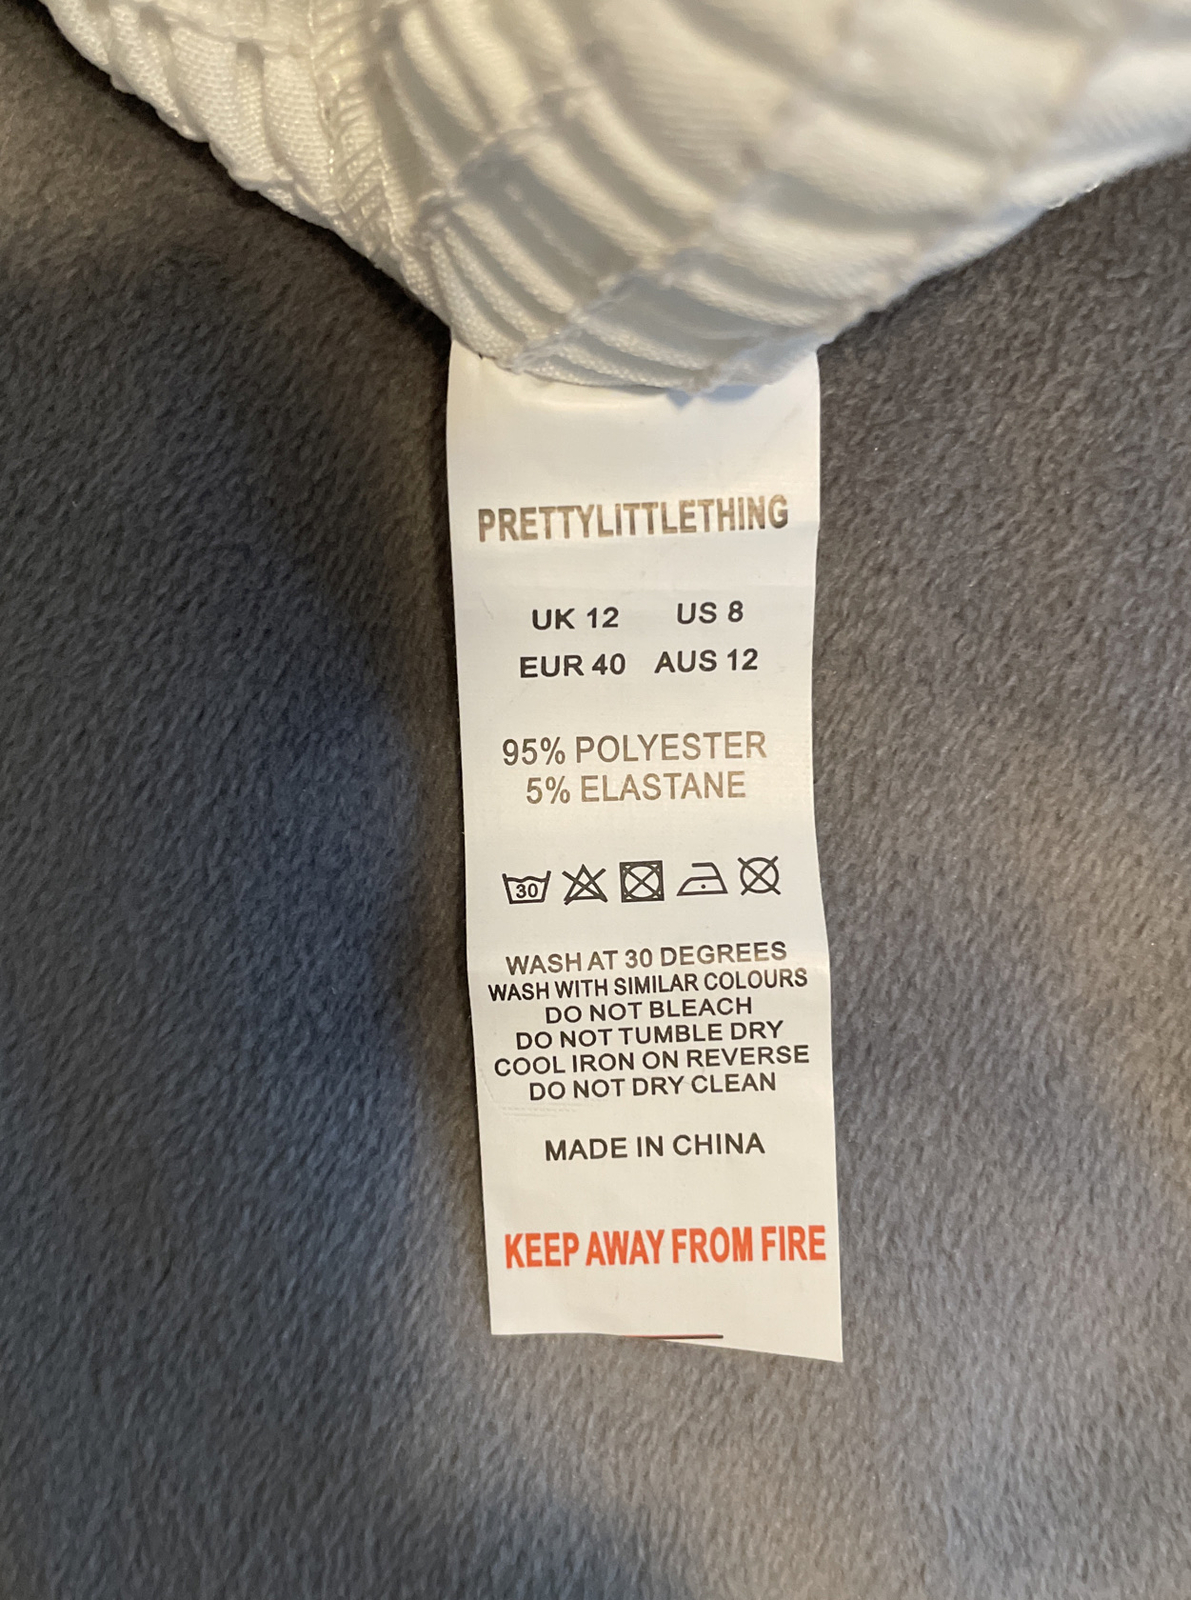 PRETTYLITTLETHING
UK 12 US 8
EUR 40 AUS 12
95% POLYESTER
5% ELASTANE
30
WASH AT 30 DEGREES
WASH WITH SIMILAR COLOURS
DO NOT BLEACH
DO NOT TUMBLE DRY
COOL IRON ON REVERSE
DO NOT DRY CLEAN
MADE IN CHINA
KEEP AWAY FROM FIRE